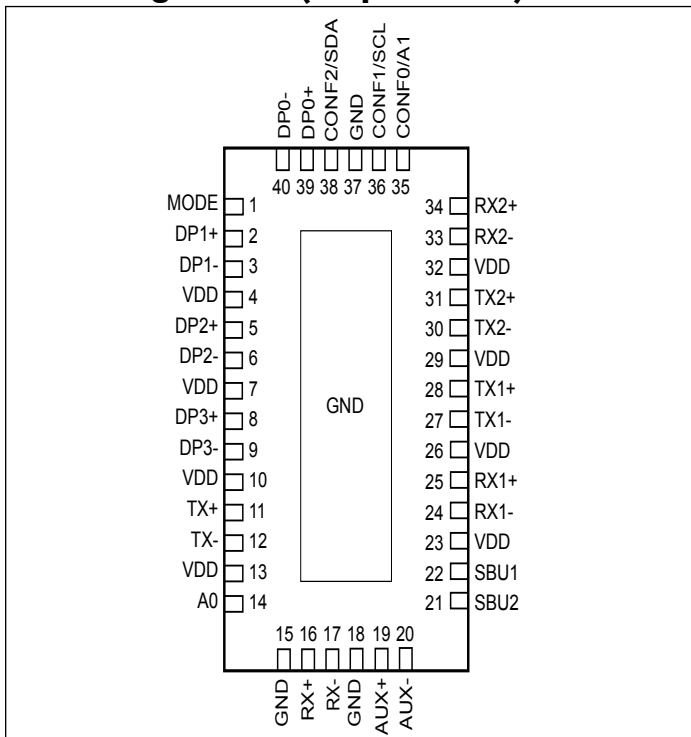 DP0-
DP0+
CONF2/SDA
GND
CONF1/SCL
CONF0/A1
40 39 38 37 36 35
MODE 1
DP1+ 2
DP1- 3
VDD 4
DP2+ 5
DP2- 6
VDD 7
DP3+ 8
DP3- 9
VDD 10
TX+ 11
TX- 12
VDD 13
A0 14
GND
34 RX2+
33 RX2-
32 VDD
31 TX2+
30 TX2-
29 VDD
28 TX1+
27 TX1-
26 VDD
25 RX1+
24 RX1-
23 VDD
22 SBU1
21 SBU2
15 16 17 18 19 20
GND
RX+
RX-
GND
AUX+
AUX-